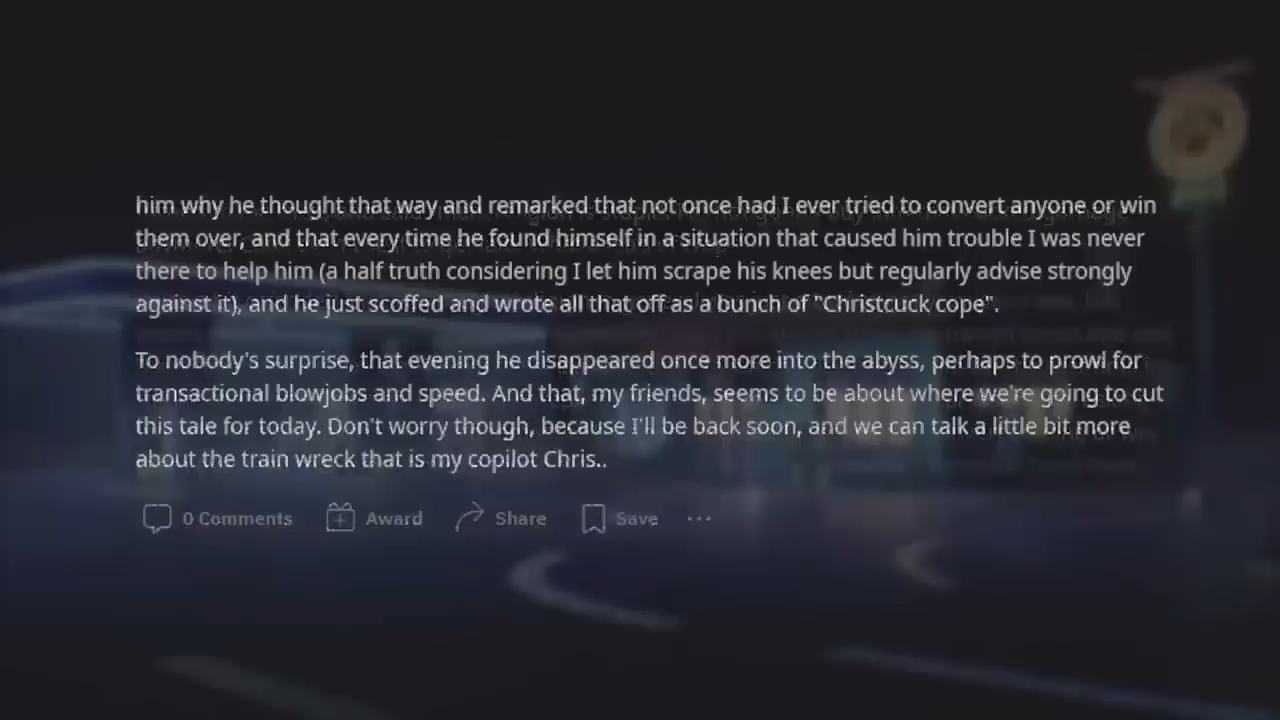 him why he thought that way and remarked that not once had I ever tried to convert anyone or win
them over, and that every time he found himself in a situation that caused him trouble I was never
there to help him (a half truth considering I let him scrape his knees but regularly advise strongly
against it), and he just scoffed and wrote all that off as a bunch of "Christcuck cope".
To nobody's surprise, that evening he disappeared once more into the abyss, perhaps to prowl for
transactional blowjobs and speed. And that, my friends, seems to be about where we're going to cut
this tale for today. Don't worry though, because I'll be back soon, and we can talk a little bit more
about the train wreck that is my copilot Chris..
0 Comments Award Share Save ...